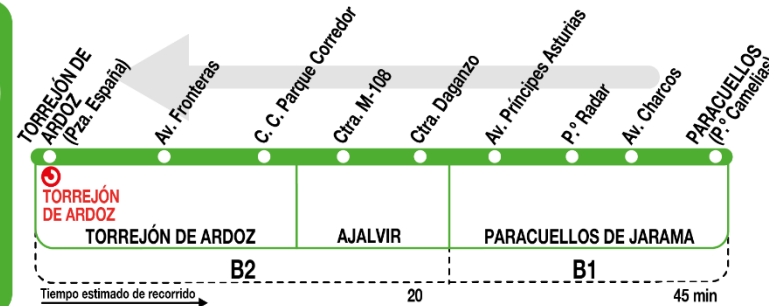 TORREJÓN DE
ARDOZ
(Pza. España)
Av. Fronteras
C. C. Parque Corredor
Ctra. M-108
Ctra. Daganzo
Av. Príncipes Asturias
P.º Radar
Av. Charcos
PARACUELLOS
(P.º Camelias)
TORREJÓN
DE ARDOZ
TORREJÓN DE ARDOZ
AJALVIR
PARACUELLOS DE JARAMA
B2
B1
Tiempo estimado de recorrido
20
45 min